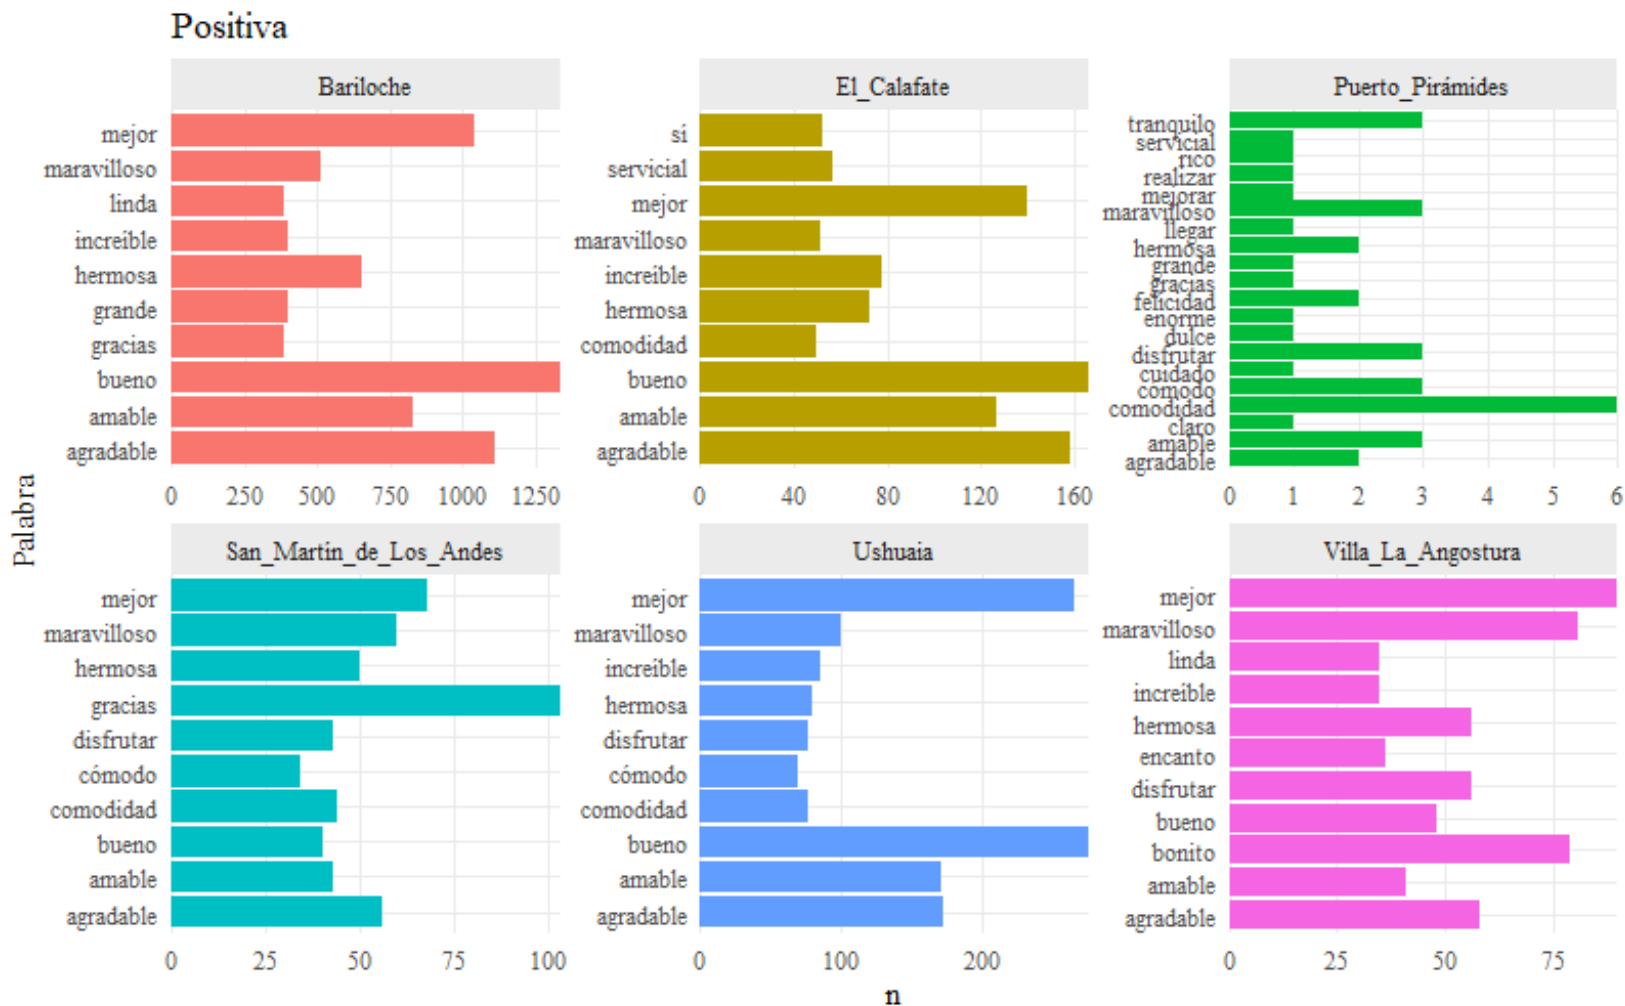 Positiva
Palabra
Bariloche
mejor
maravilloso
linda
increíble
hermosa
grande
gracias
bueno
amable
agradable
0 250 500 750 1000 1250
El_Calafate
sí
servicial
mejor
maravilloso
increíble
hermosa
comodidad
bueno
amable
agradable
0 40 80 120 160
Puerto_Pirámides
tranquilo
servicial
rico
realizar
mejorar
maravilloso
llegar
hermosa
grande
gracias
felicidad
enorme
dulce
disfrutar
cuidado
cómodo
comodidad
claro
amable
agradable
0 1 2 3 4 5 6
San_Martín_de_Los_Andes
mejor
maravilloso
hermosa
gracias
disfrutar
cómodo
comodidad
bueno
amable
agradable
0 25 50 75 100
Ushuaia
mejor
maravilloso
increíble
hermosa
disfrutar
cómodo
comodidad
bueno
amable
agradable
0 100 200
Villa_La_Angostura
mejor
maravilloso
linda
increíble
hermosa
encanto
disfrutar
bueno
bonito
amable
agradable
0 25 50 75
n